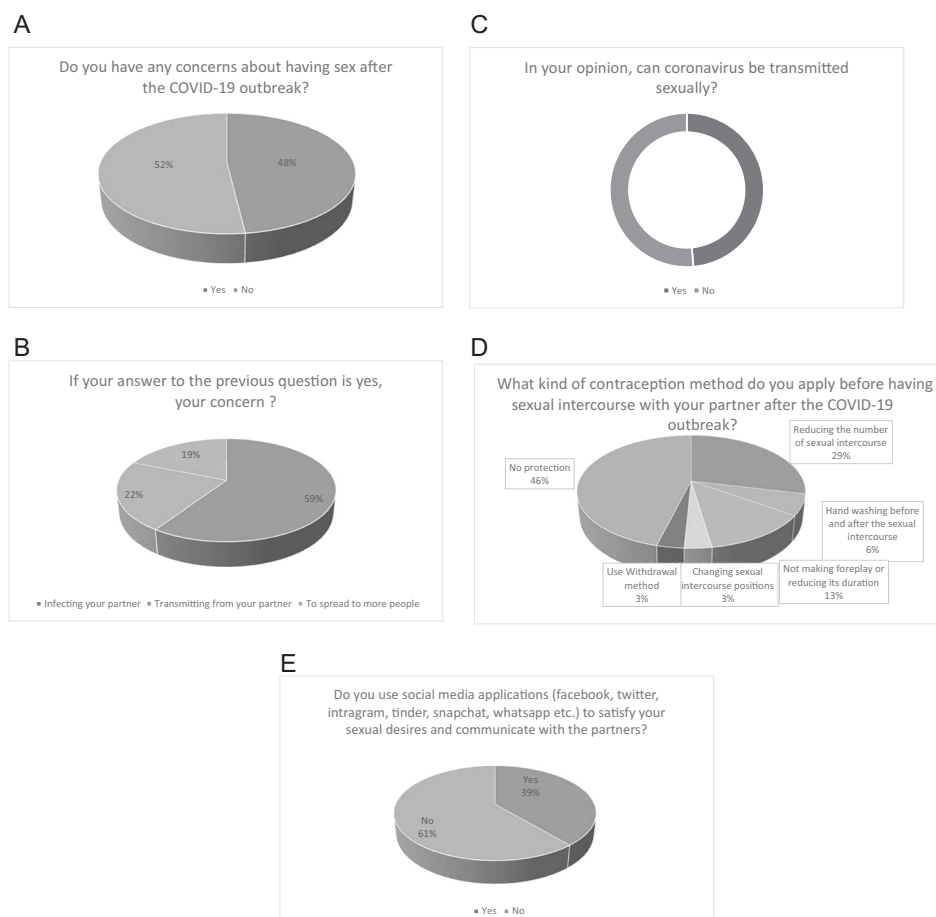 A
Do you have any concerns about having sex after
the COVID-19 outbreak?
52%
48%
Yes No
B
If your answer to the previous question is yes,
your concern ?
19%
22%
59%
Infecting your partner Transmitting from your partner To spread to more people
C
In your opinion, can coronavirus be transmitted
sexually?
Yes No
D
What kind of contraception method do you apply before having
sexual intercourse with your partner after the COVID-19
outbreak?
Reducing the number
of sexual intercourse
29%
No protection
46%
Hand washing before
and after the sexual
intercourse
6%
Use Withdrawal
method
3%
Changing sexual
intercourse positions
3%
Not making foreplay or
reducing its duration
13%
E
Do you use social media applications (facebook, twitter,
intragram, tinder, snapchat, whatsapp etc.) to satisfy your
sexual desires and communicate with the partners?
Yes
39%
No
61%
Yes No